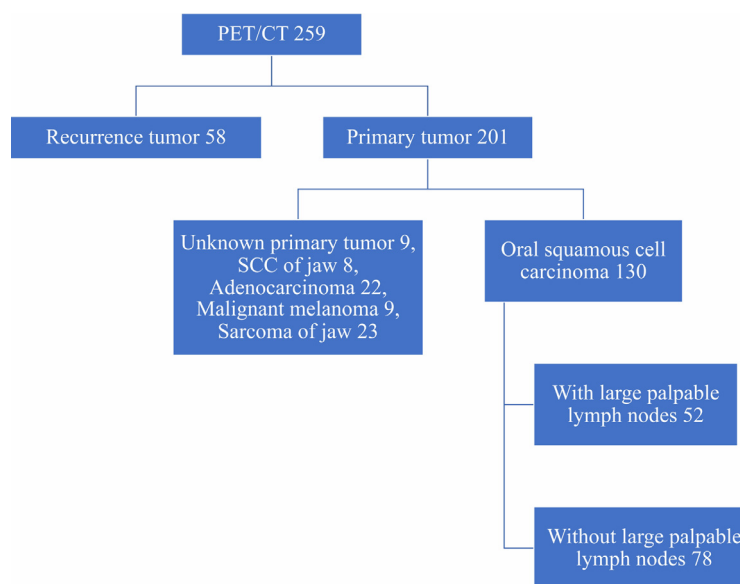 PET/CT 259
Recurrence tumor 58
Primary tumor 201
Unknown primary tumor 9,
SCC of jaw 8,
Adenocarcinoma 22,
Malignant melanoma 9,
Sarcoma of jaw 23
Oral squamous cell
carcinoma 130
With large palpable
lymph nodes 52
Without large palpable
lymph nodes 78